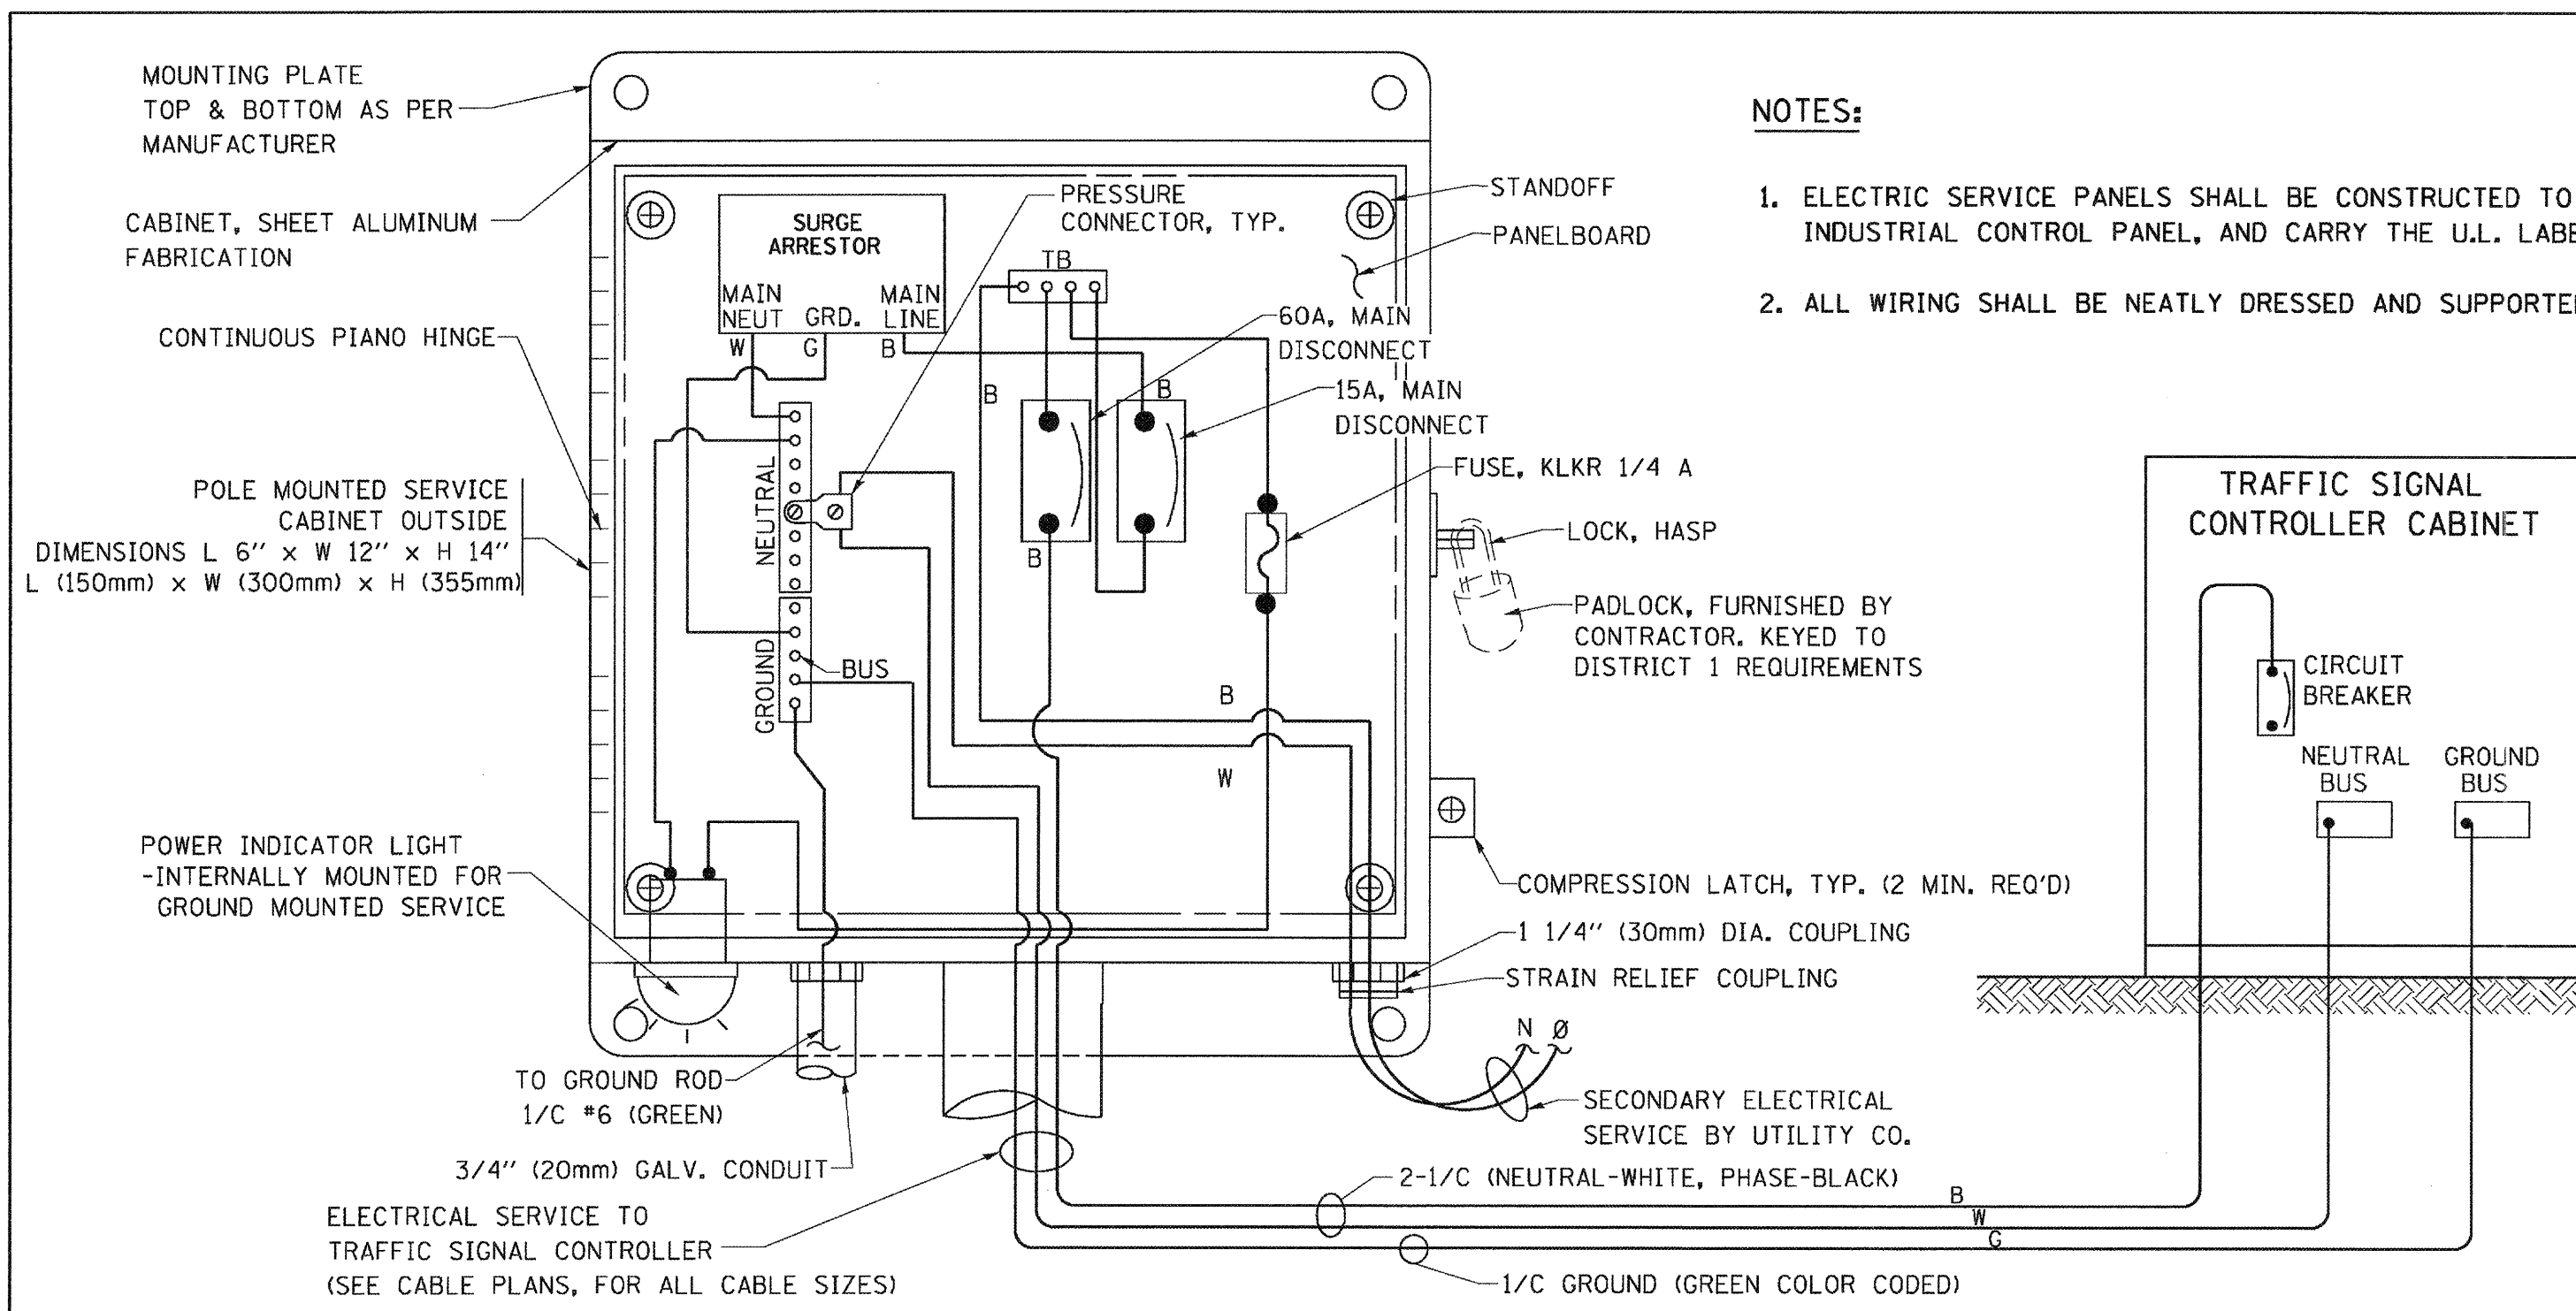 MOUNTING PLATE
TOP & BOTTOM AS PER
MANUFACTURER
CABINET, SHEET ALUMINUM
FABRICATION
CONTINUOUS PIANO HINGE
POLE MOUNTED SERVICE
CABINET OUTSIDE
DIMENSIONS L 6'' x W 12'' x H 14''
L (150mm) x W (300mm) x H (355mm)
POWER INDICATOR LIGHT
-INTERNALLY MOUNTED FOR
GROUND MOUNTED SERVICE
SURGE
ARRESTOR
MAIN
NEUT
GRD.
MAIN
LINE
W
G
B
PRESSURE
CONNECTOR, TYP.
TB
STANDOFF
PANELBOARD
60A, MAIN
DISCONNECT
15A, MAIN
DISCONNECT
B
B
B
NEUTRAL
GROUND
BUS
FUSE, KLKR 1/4 A
LOCK, HASP
PADLOCK, FURNISHED BY
CONTRACTOR. KEYED TO
DISTRICT 1 REQUIREMENTS
B
W
COMPRESSION LATCH, TYP. (2 MIN. REQ'D)
1 1/4'' (30mm) DIA. COUPLING
STRAIN RELIEF COUPLING
N Ø
SECONDARY ELECTRICAL
SERVICE BY UTILITY CO.
TO GROUND ROD
1/C #6 (GREEN)
3/4'' (20mm) GALV. CONDUIT
ELECTRICAL SERVICE TO
TRAFFIC SIGNAL CONTROLLER
(SEE CABLE PLANS, FOR ALL CABLE SIZES)
2-1/C (NEUTRAL-WHITE, PHASE-BLACK)
B
W
G
1/C GROUND (GREEN COLOR CODED)
NOTES:
1. ELECTRIC SERVICE PANELS SHALL BE CONSTRUCTED TO
INDUSTRIAL CONTROL PANEL, AND CARRY THE U.L. LABE
2. ALL WIRING SHALL BE NEATLY DRESSED AND SUPPORTE
TRAFFIC SIGNAL
CONTROLLER CABINET
CIRCUIT
BREAKER
NEUTRAL
BUS
GROUND
BUS